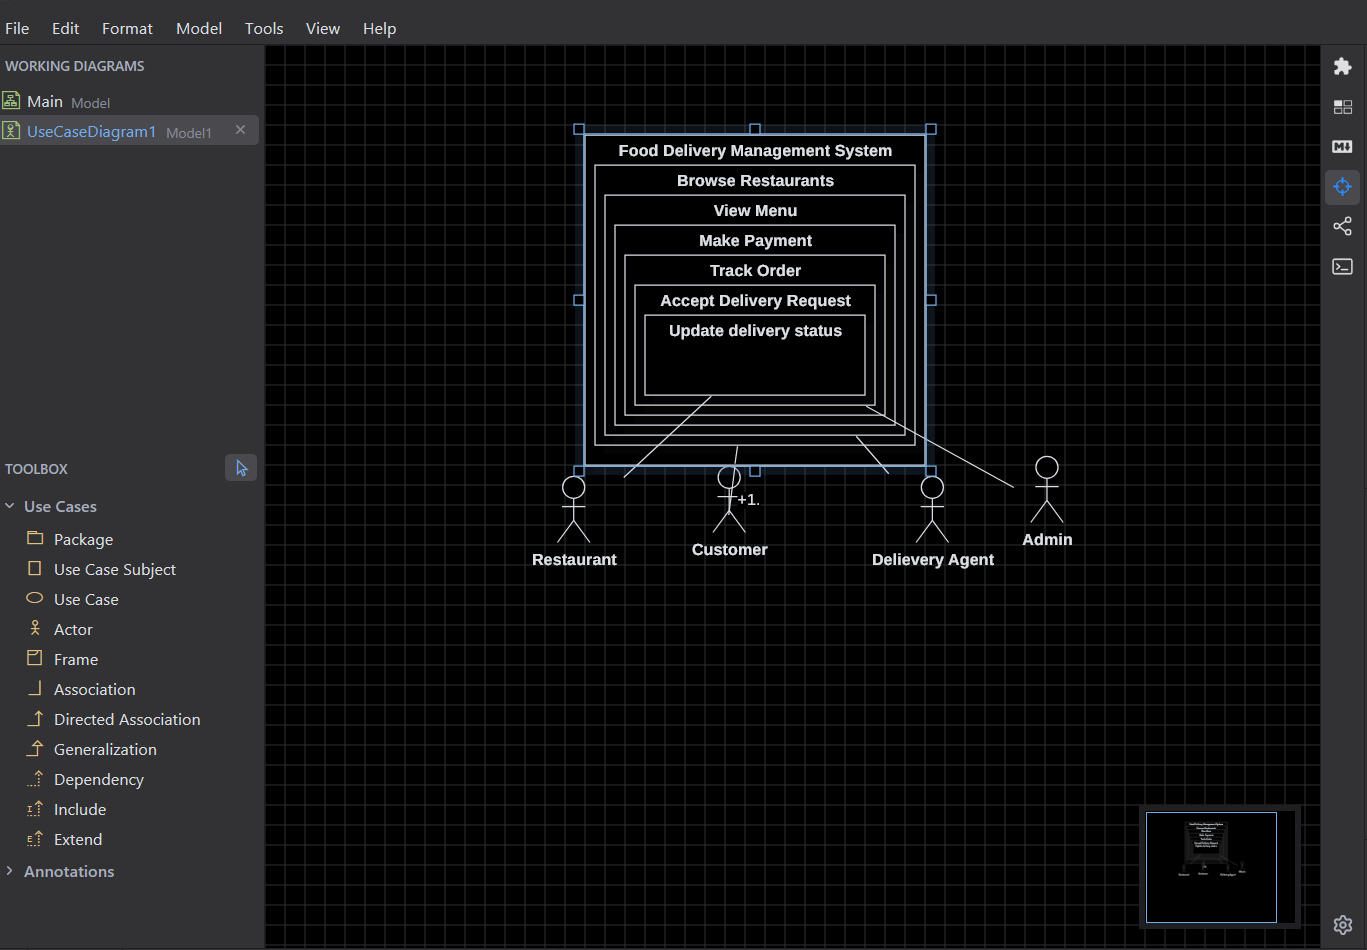 File Edit Format Model Tools View Help
WORKING DIAGRAMS
Main Model
UseCaseDiagram1 Model1
TOOLBOX
Use Cases
Package
Use Case Subject
Use Case
Actor
Frame
Association
Directed Association
Generalization
Dependency
Include
Extend
Annotations
Food Delivery Management System
Browse Restaurants
View Menu
Make Payment
Track Order
Accept Delivery Request
Update delivery status
+1.
Restaurant
Customer
Delievery Agent
Admin